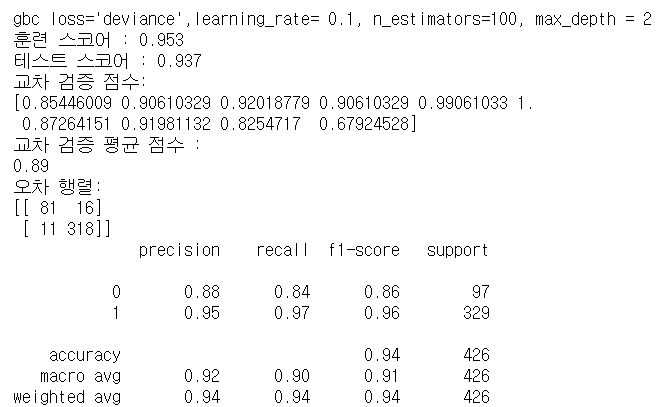 gbc loss='deviance',learning_rate= 0.1, n_estimators=100, max_depth = 2
훈련 스코어 : 0.953
테스트 스코어 : 0.937
교차 검증 점수:
[0.85446009 0.90610329 0.92018779 0.90610329 0.99061033 1.
 0.87264151 0.91981132 0.8254717  0.67924528]
교차 검증 평균 점수 :
0.89
오차 행렬:
[[ 81  16]
 [ 11 318]]
precision recall f1-score support
0 0.88 0.84 0.86 97
1 0.95 0.97 0.96 329
accuracy 0.94 426
macro avg 0.92 0.90 0.91 426
weighted avg 0.94 0.94 0.94 426